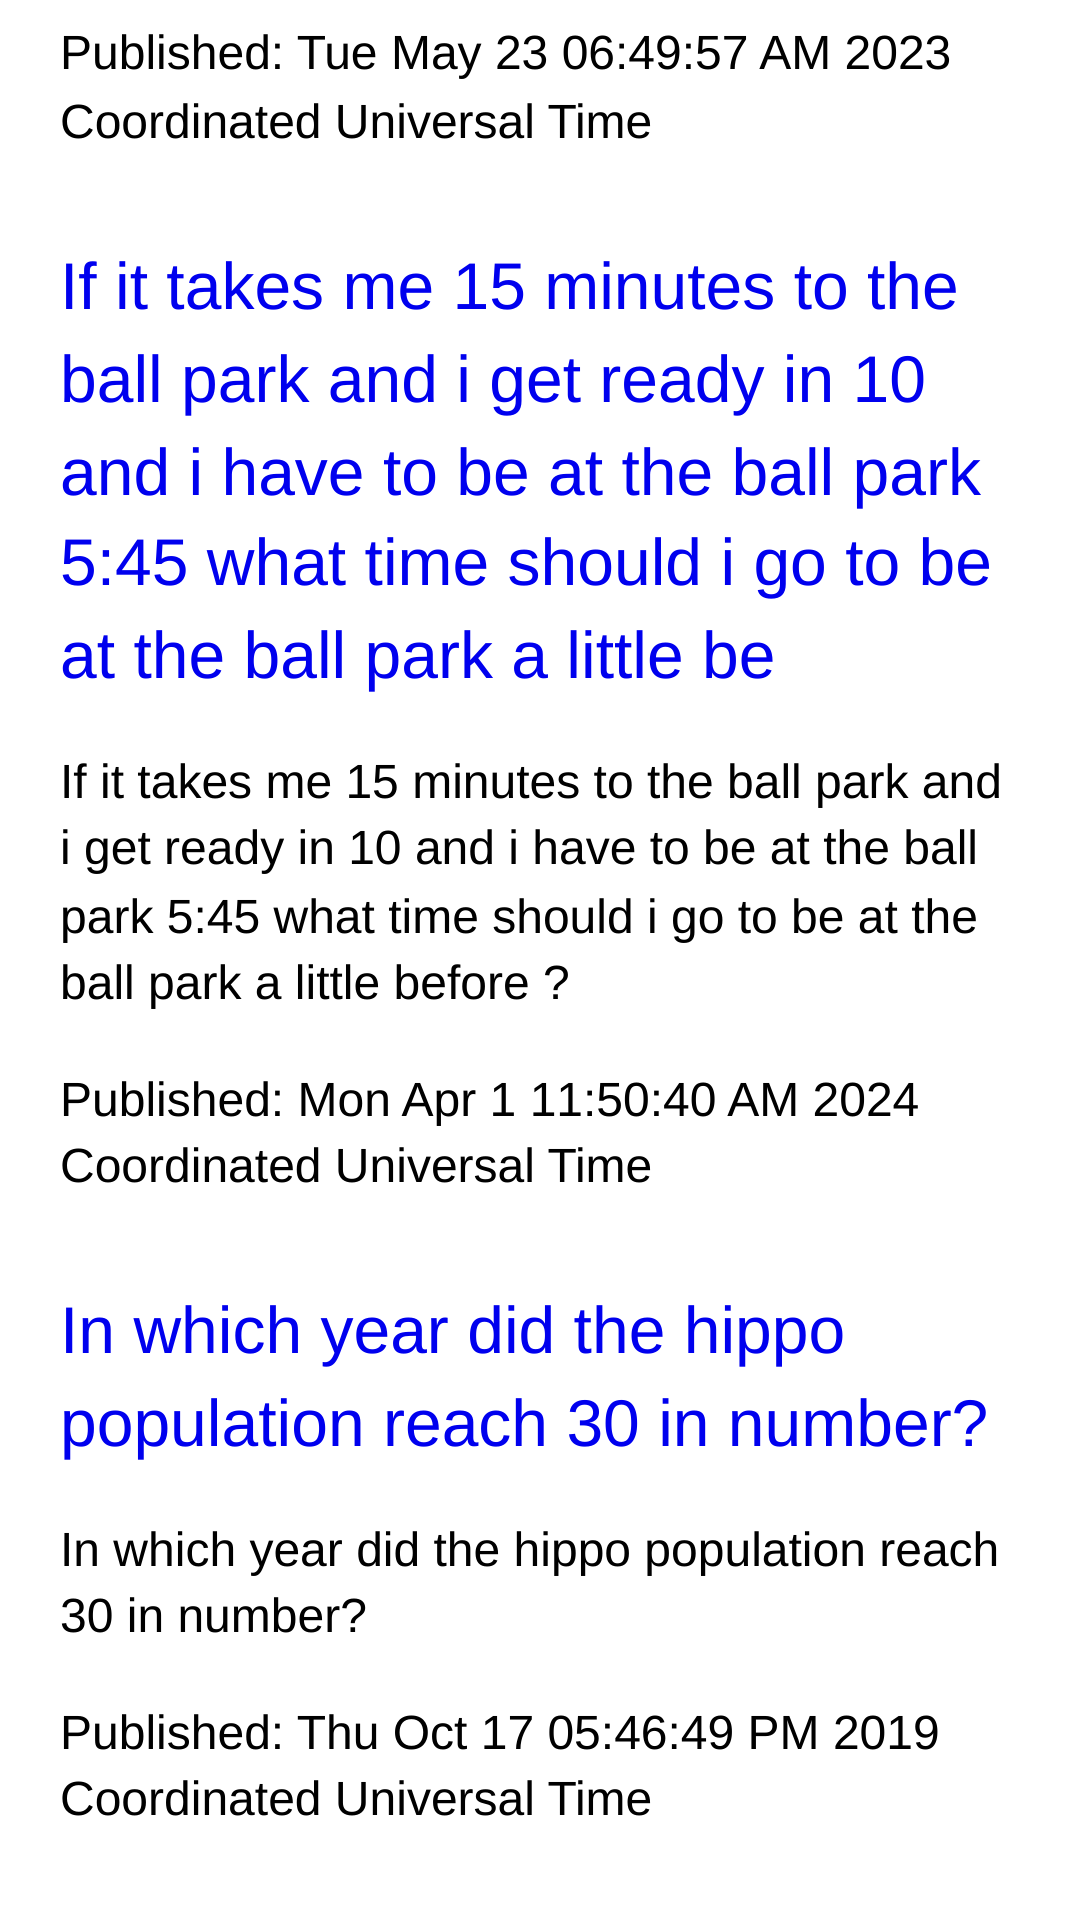 Published: Tue May 23 06:49:57 AM 2023
Coordinated Universal Time
If it takes me 15 minutes to the
ball park and i get ready in 10
and i have to be at the ball park
5:45 what time should i go to be
at the ball park a little be
If it takes me 15 minutes to the ball park and
i get ready in 10 and i have to be at the ball
park 5:45 what time should i go to be at the
ball park a little before ?
Published: Mon Apr 1 11:50:40 AM 2024
Coordinated Universal Time
In which year did the hippo
population reach 30 in number?
In which year did the hippo population reach
30 in number?
Published: Thu Oct 17 05:46:49 PM 2019
Coordinated Universal Time